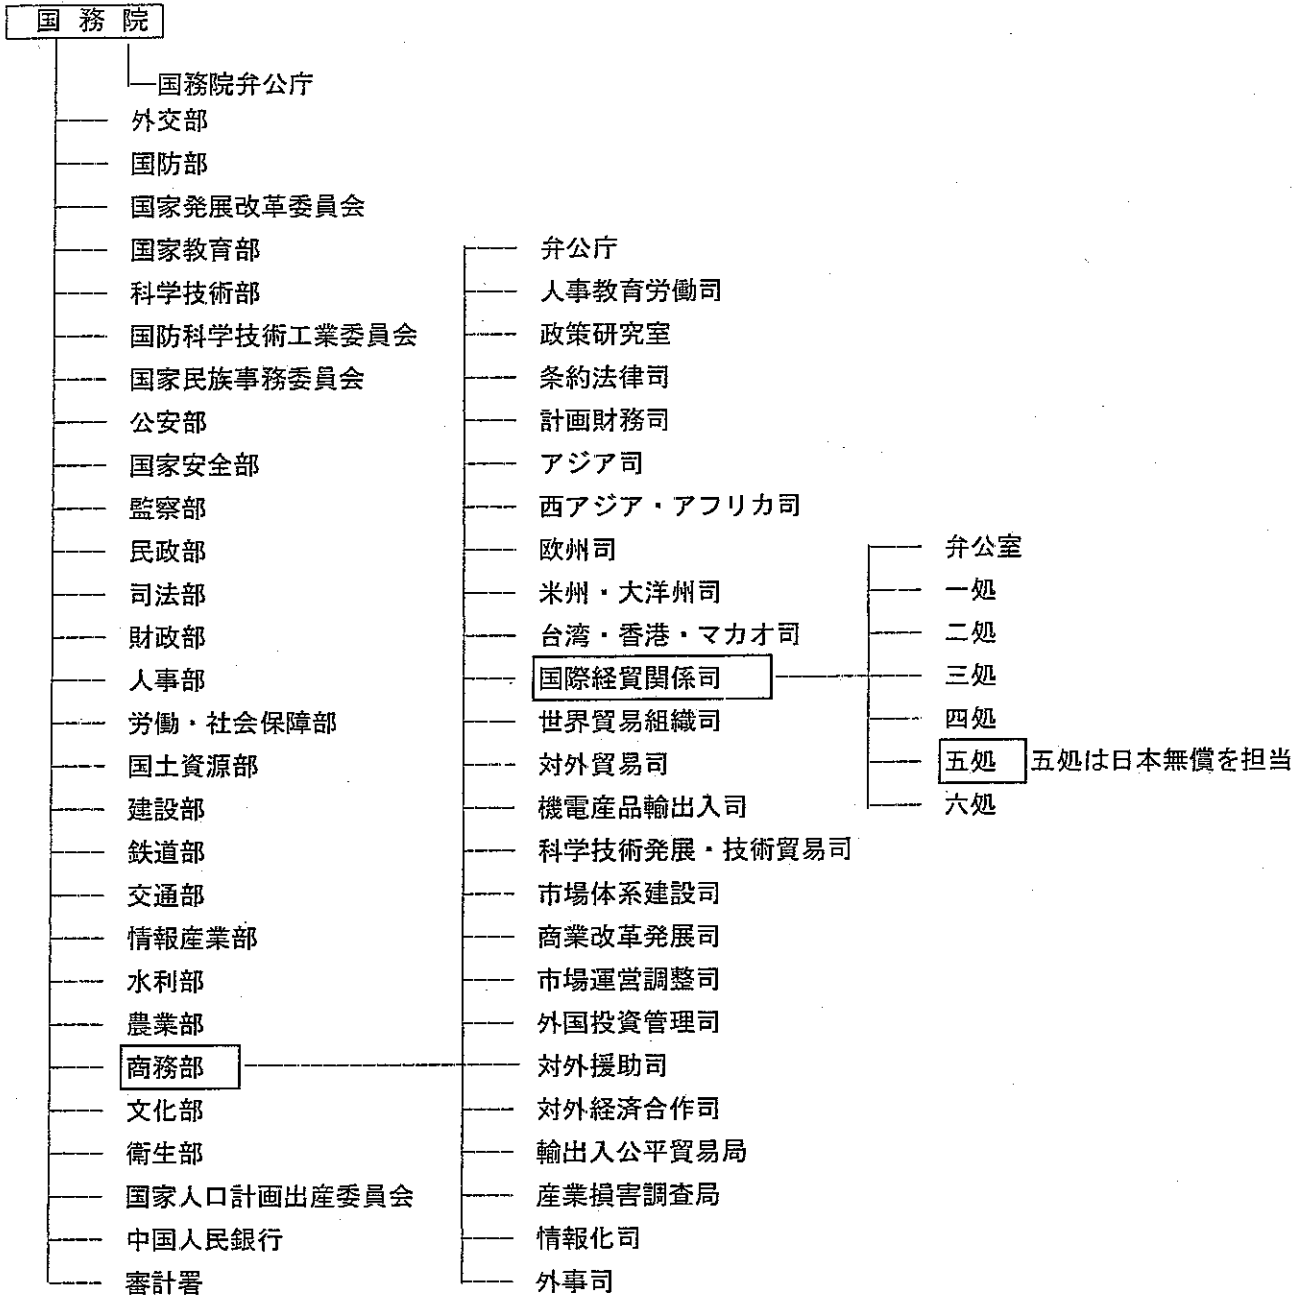 国務院
国務院弁公庁
外交部
国防部
国家発展改革委員会
国家教育部
科学技術部
国防科学技術工業委員会
国家民族事務委員会
公安部
国家安全部
監察部
民政部
司法部
財政部
人事部
労働・社会保障部
国土資源部
建設部
鉄道部
交通部
情報産業部
水利部
農業部
商務部
文化部
衛生部
国家人口計画出産委員会
中国人民銀行
審計署
弁公庁
人事教育労働司
政策研究室
条約法律司
計画財務司
アジア司
西アジア・アフリカ司
欧州司
米州・大洋州司
台湾・香港・マカオ司
国際経貿関係司
世界貿易組織司
対外貿易司
機電産品輸出入司
科学技術発展・技術貿易司
市場体系建設司
商業改革発展司
市場運営調整司
外国投資管理司
対外援助司
対外経済合作司
輸出入公平貿易局
産業損害調査局
情報化司
外事司
弁公室
一処
二処
三処
四処
五処 五処は日本無償を担当
六処